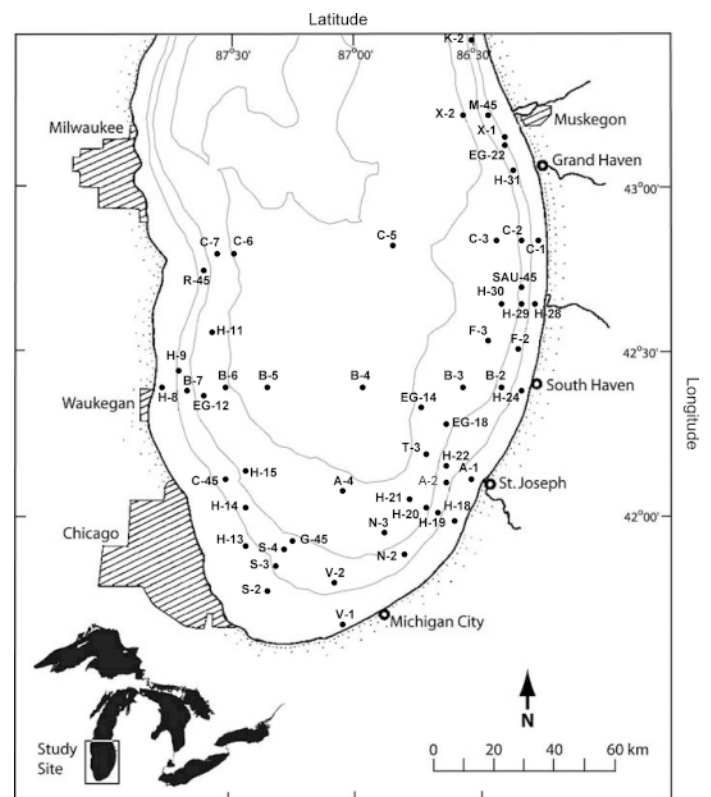 Latitude
87°30'
87°00'
86°30'
K-2
X-2
M-45
X-1
Muskegon
Milwaukee
EG-22
Grand Haven
H-31
43°00'
C-7
C-6
C-5
C-3
C-2
C-1
R-45
SAU-45
H-30
H-29
H-28
H-11
F-3
F-2
42°30'
H-9
B-7
B-6
B-5
B-4
B-3
B-2
South Haven
Waukegan
H-8
EG-12
EG-14
H-24
Longitude
EG-18
T-3
H-22
H-15
A-1
C-45
A-4
A-2
St. Joseph
H-21
H-14
H-20
H-19
H-18
42°00'
Chicago
N-3
H-13
S-4
G-45
N-2
S-3
V-2
S-2
V-1
Michigan City
N
Study
Site
0 20 40 60 km